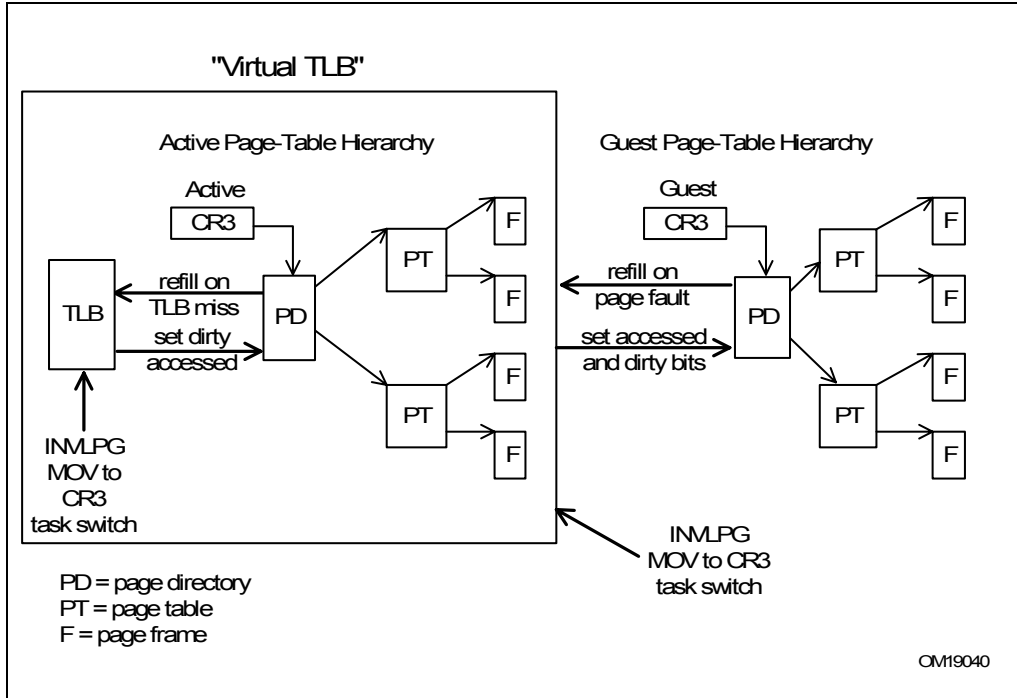 "Virtual TLB"
Active Page-Table Hierarchy
Guest Page-Table Hierarchy
Active
CR3
TLB
refill on
TLB miss
set dirty
accessed
PD
PT
F
F
PT
F
F
INVLPG
MOV to
CR3
task switch
Guest
CR3
refill on
page fault
set accessed
and dirty bits
PD
PT
F
F
PT
F
F
INVLPG
MOV to CR3
task switch
PD = page directory
PT = page table
F = page frame
OM19040